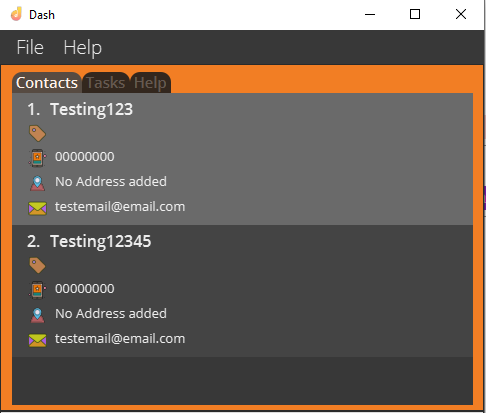 Dash
File Help
Contacts Tasks Help
1. Testing123
00000000
No Address added
testemail@email.com
2. Testing12345
00000000
No Address added
testemail@email.com